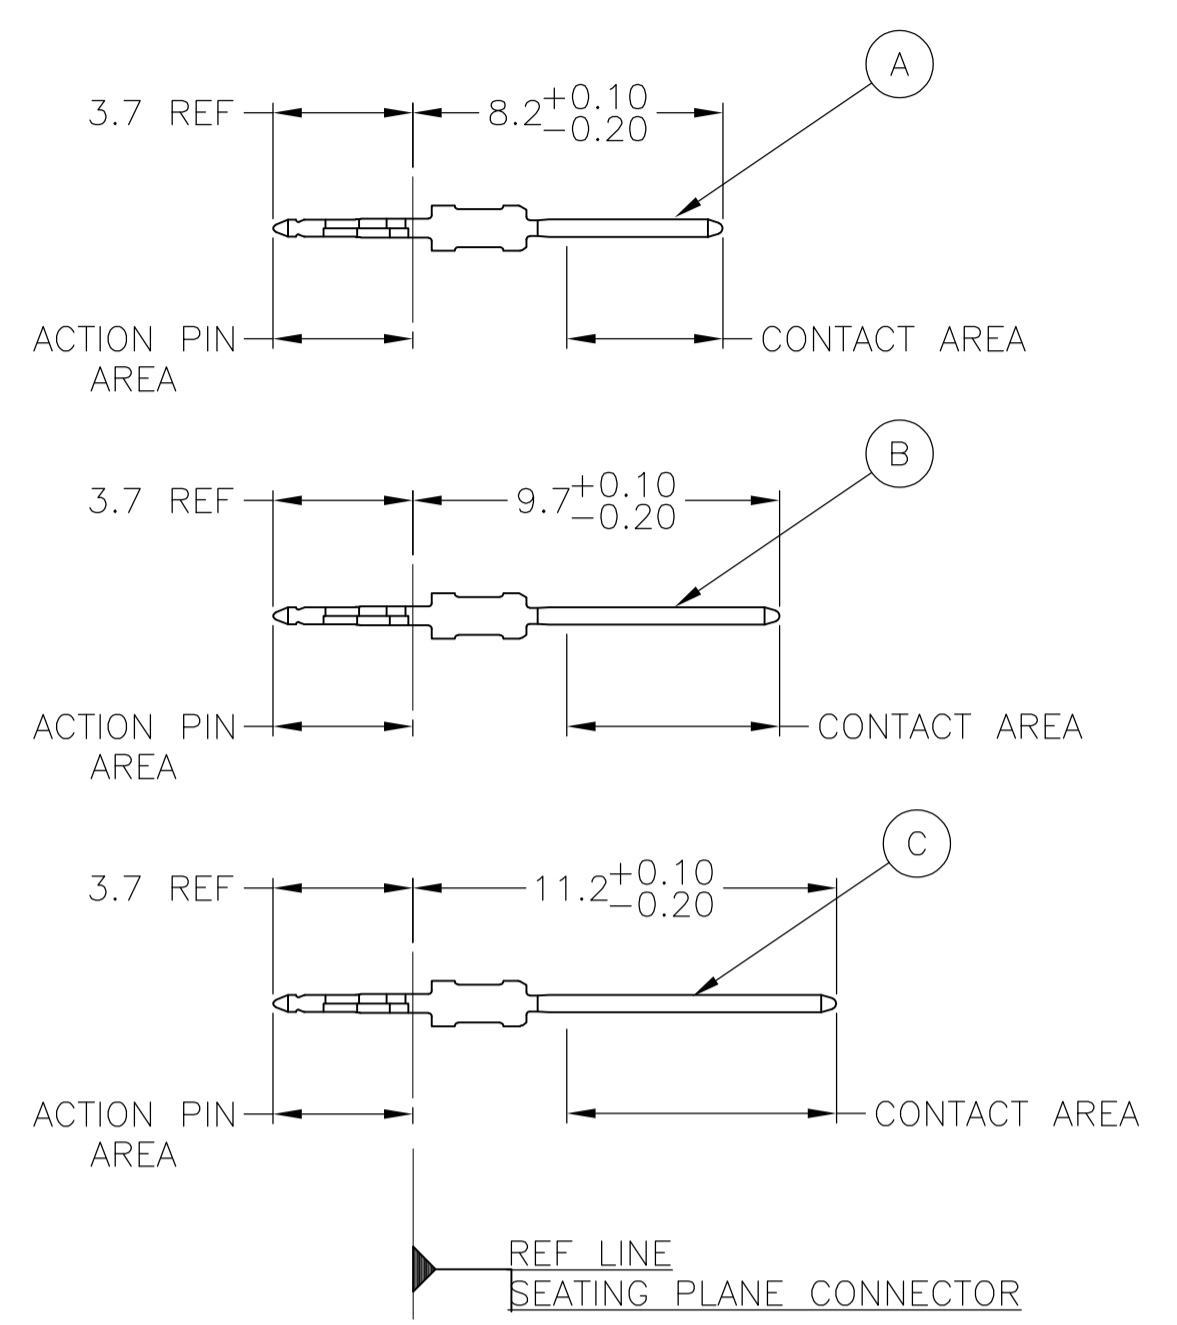 A
3.7 REF
8.2 +0.10 −0.20
ACTION PIN AREA
CONTACT AREA
B
3.7 REF
9.7 +0.10 −0.20
ACTION PIN AREA
CONTACT AREA
C
3.7 REF
11.2 +0.10 −0.20
ACTION PIN AREA
CONTACT AREA
REF LINE
SEATING PLANE CONNECTOR